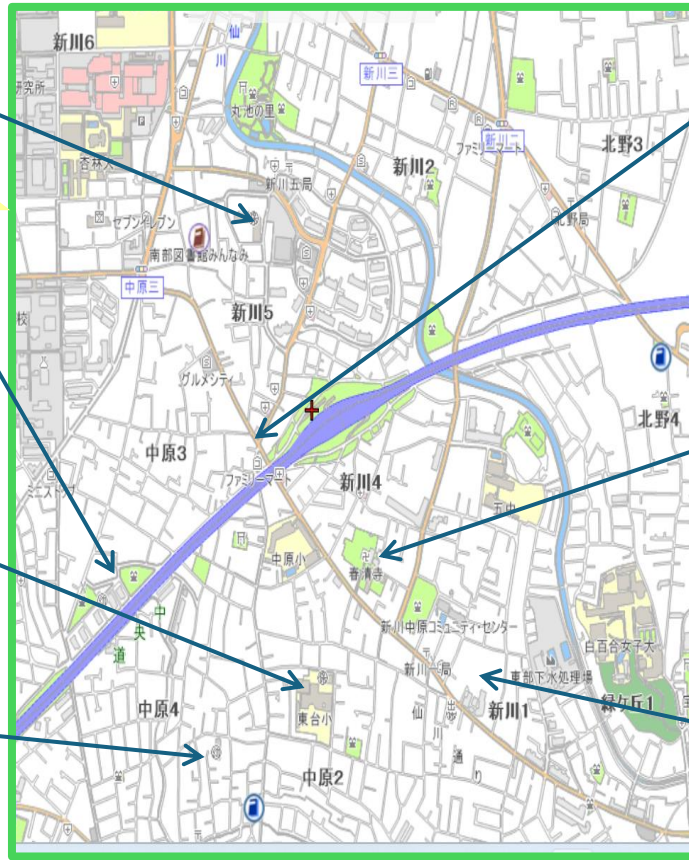 新川6
仙川
新川三
研究所
丸池の里
新川二
ファミリーマート
北野3
杏林大
新川2
新川五局
セブンイレブン
北野局
南部図書館みんなみ
中原三
新川5
校
グルメシティ
北野4
中原3
ファミリーマート
新川4
ミニストップ
五中
中原小
春清寺
新川中原コミュニティ・センター
中央道
白百合女子大
新川一局
東部下水処理場
中原4
東台小
仙川通り
新川1
緑ケ丘1
中原2